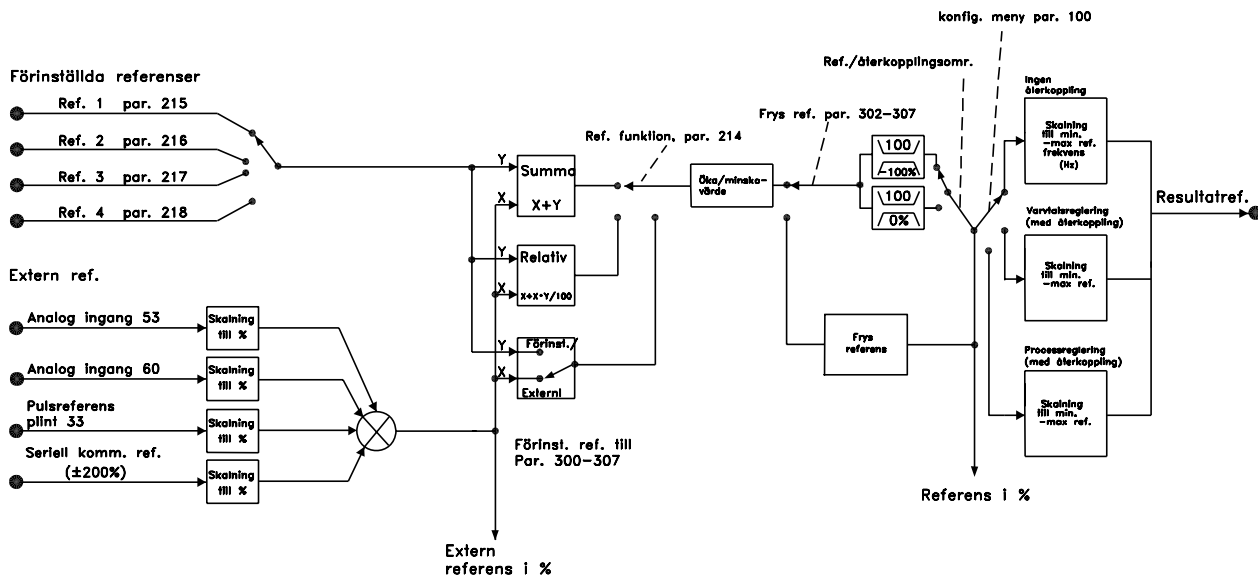 konfig. meny par. 100
Ref./återkopplingsomr.
Förinställda referenser
Ref. 1 par. 215
Ref. 2 par. 216
Ref. 3 par. 217
Ref. 4 par. 218
Frys ref. par. 302-307
Ref. funktion, par. 214
Y
Summa
X
X+Y
Öka/minska-
värde
100
-100%
100
0%
Ingen
återkoppling
Skalning
till min.
-max ref.
frekvens
(Hz)
Resultatref.
Varvtalsreglering
(med återkoppling)
Skalning
till min.
-max ref.
Y
Relativ
X
X+X*Y/100
Extern ref.
Analog ingang 53
Skalning
till %
Analog ingang 60
Skalning
till %
Pulsreferens
plint 33
Skalning
till %
Seriell komm. ref.
(±200%)
Skalning
till %
Y
Förinst./
X
Externl
Frys
referens
Processreglering
(med återkoppling)
Skalning
till min.
-max ref.
Förinst. ref. till
Par. 300-307
Referens i %
Extern
referens i %